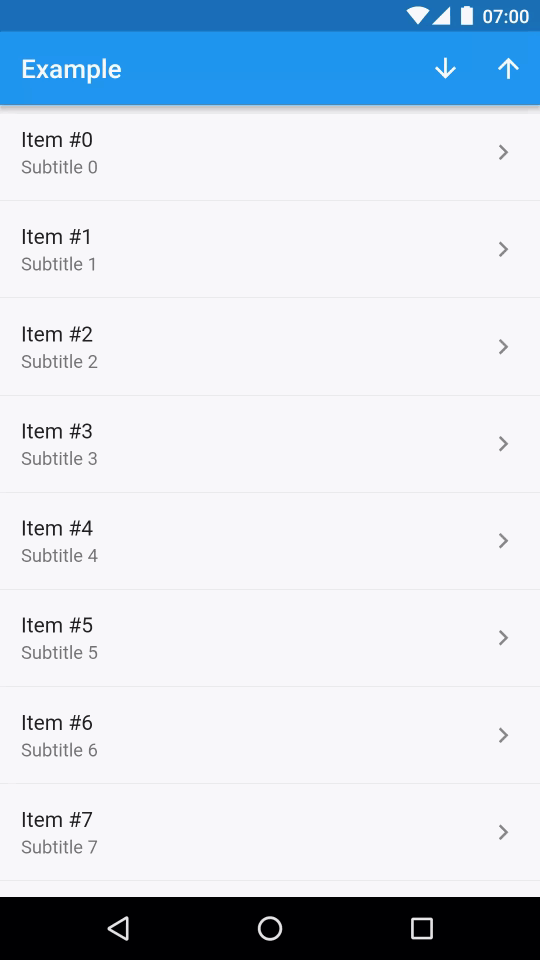 07:00
Example
Item #0
Subtitle 0
Item #1
Subtitle 1
Item #2
Subtitle 2
Item #3
Subtitle 3
Item #4
Subtitle 4
Item #5
Subtitle 5
Item #6
Subtitle 6
Item #7
Subtitle 7